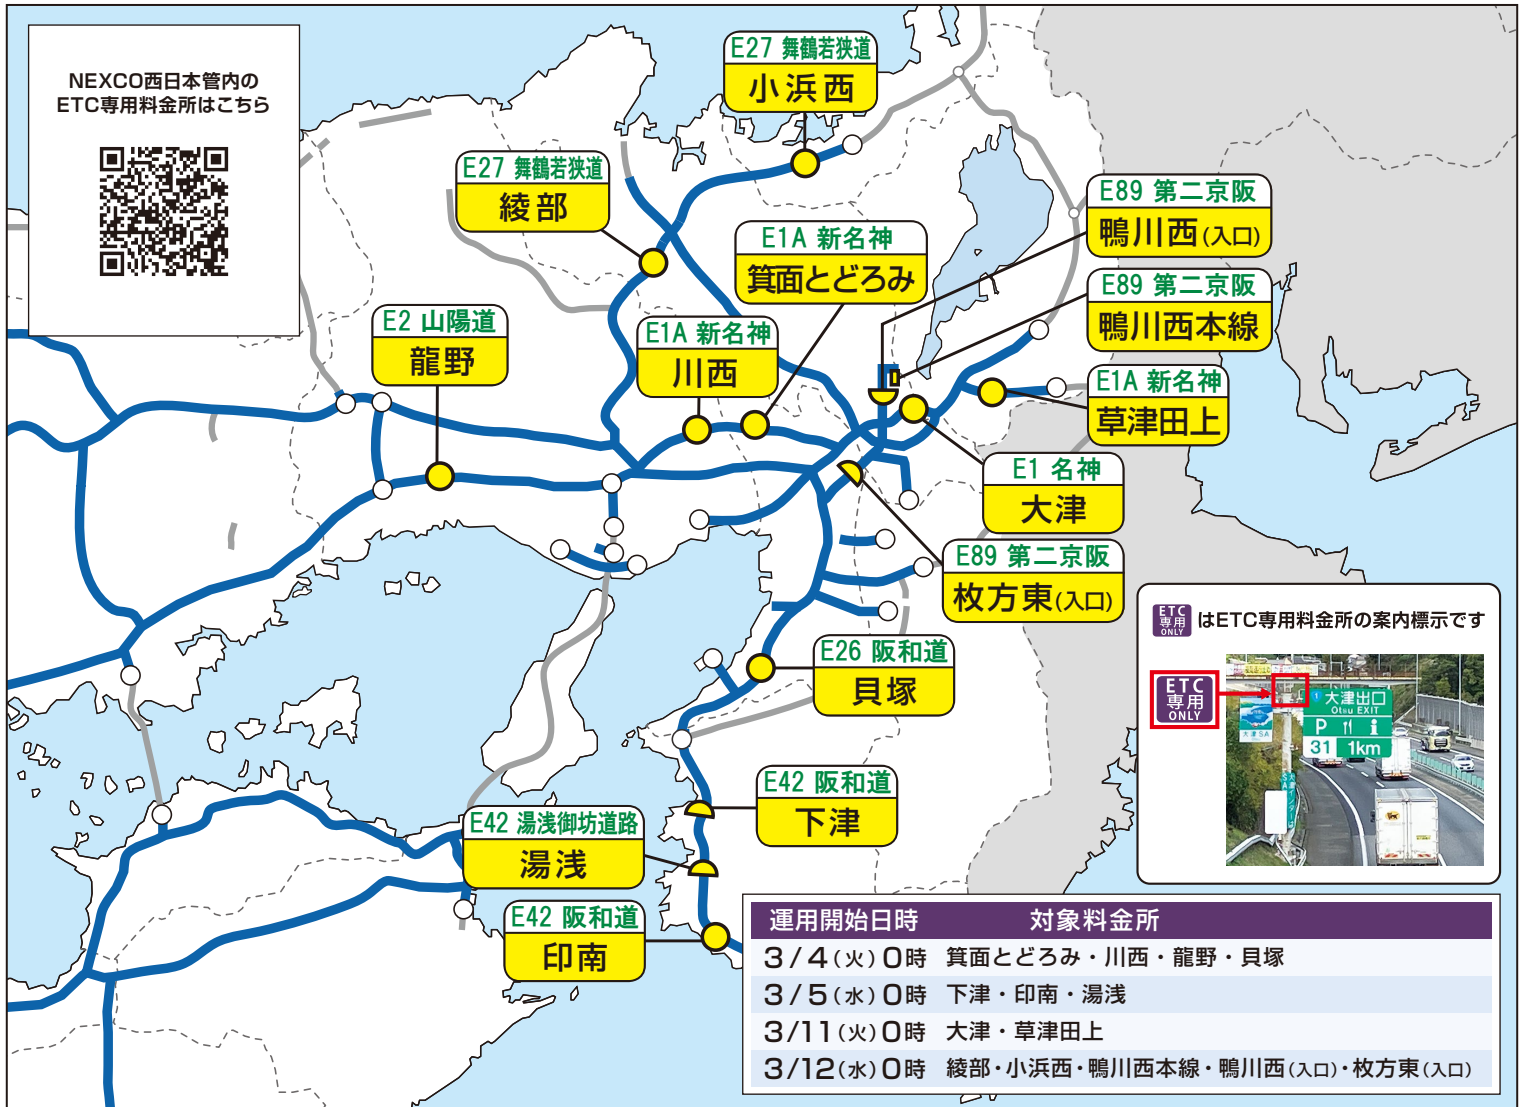 NEXCO西日本管内の
ETC専用料金所はこちら
E27 舞鶴若狭道
小浜西
E27 舞鶴若狭道
綾部
E89 第二京阪
鴨川西(入口)
E1A 新名神
箕面とどろみ
E89 第二京阪
鴨川西本線
E2 山陽道
龍野
E1A 新名神
川西
E1A 新名神
草津田上
E1 名神
大津
E89 第二京阪
枚方東(入口)
E26 阪和道
貝塚
E42 阪和道
下津
E42 湯浅御坊道路
湯浅
E42 阪和道
印南
ETC
専用
ONLY
はETC専用料金所の案内標示です
ETC
専用
ONLY
大津出口
Otsu EXIT
P
31 1km
大津SA
運用開始日時 対象料金所
3/4(火)0時 箕面とどろみ・川西・龍野・貝塚
3/5(水)0時 下津・印南・湯浅
3/11(火)0時 大津・草津田上
3/12(水)0時 綾部・小浜西・鴨川西本線・鴨川西(入口)・枚方東(入口)